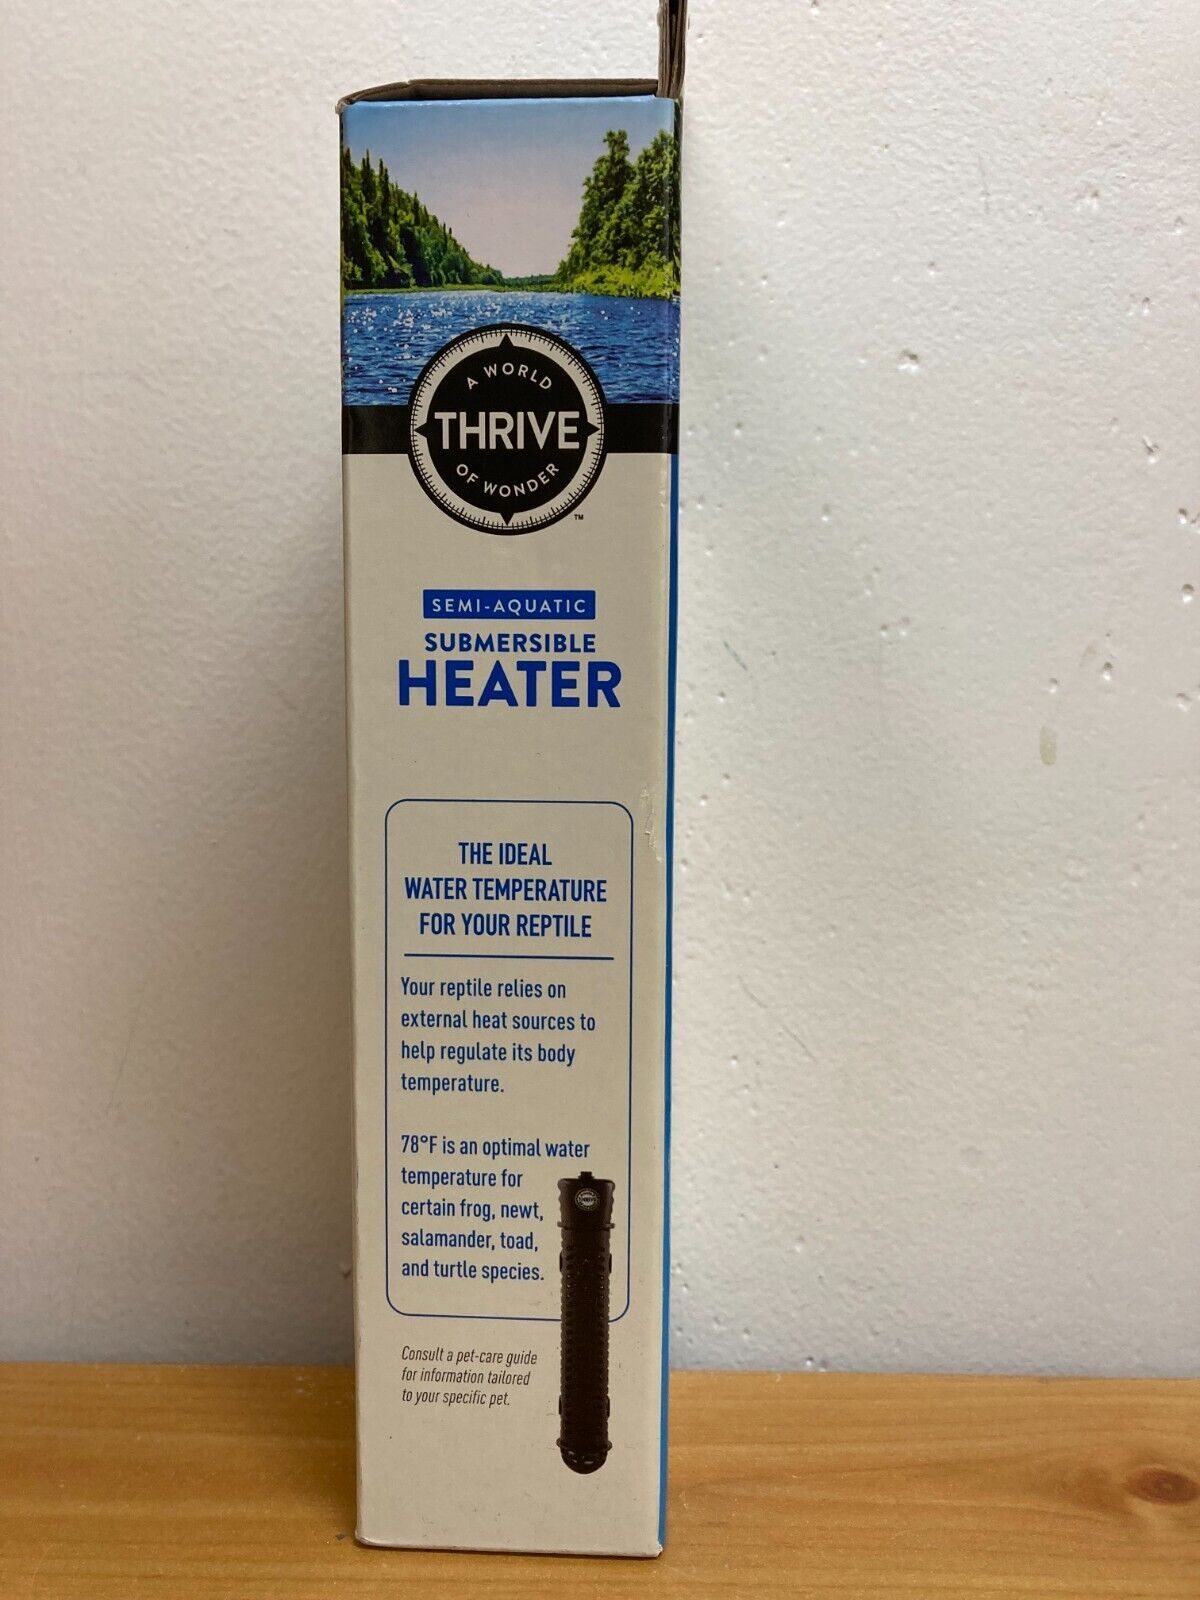 A WORLD
THRIVE
OF WONDER
TM
SEMI-AQUATIC
SUBMERSIBLE
HEATER
THE IDEAL
WATER TEMPERATURE
FOR YOUR REPTILE
Your reptile relies on
external heat sources to
help regulate its body
temperature.
78°F is an optimal water
temperature for
certain frog, newt,
salamander, toad,
and turtle species.
THRIVE
Consult a pet-care guide
for information tailored
to your specific pet.